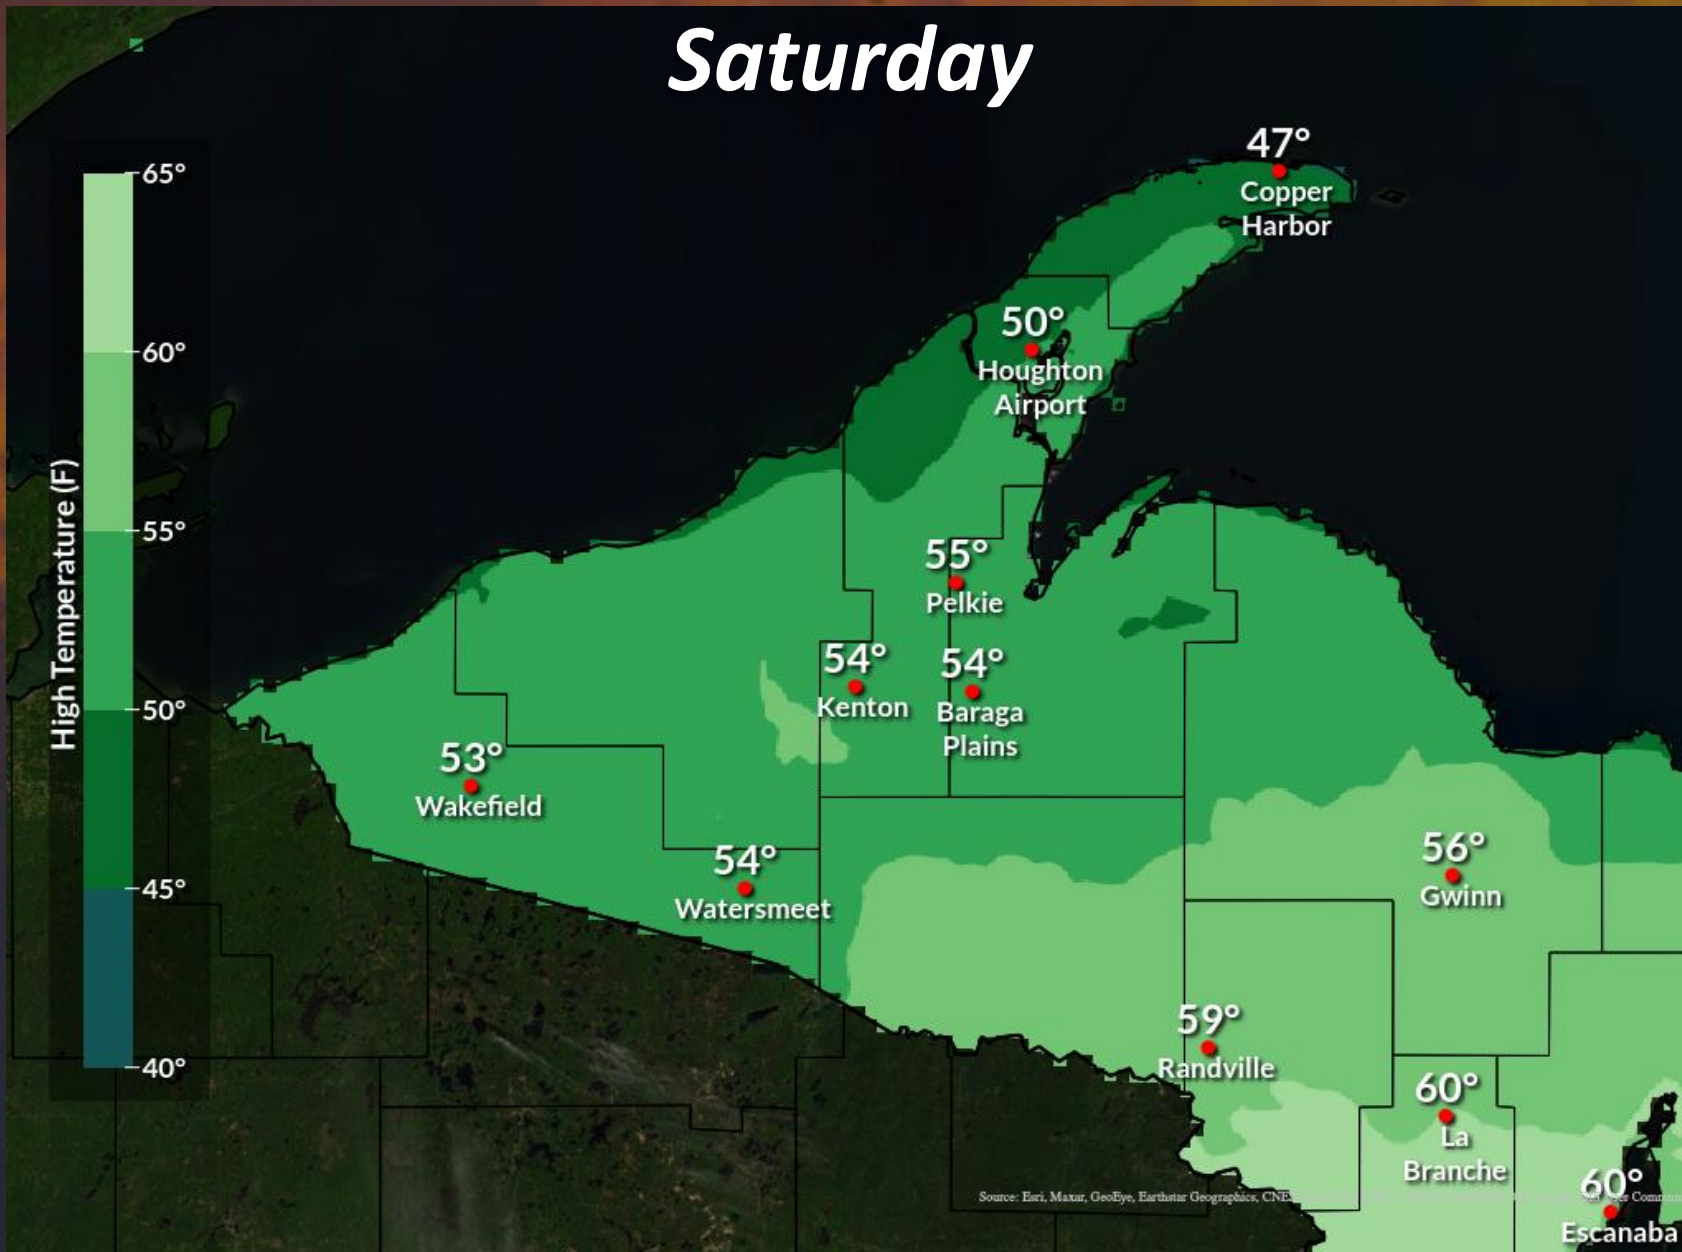 Saturday
65°
60°
55°
50°
45°
40°
High Temperature (F)
47°
Copper
Harbor
50°
Houghton
Airport
55°
Pelkie
54°
Kenton
54°
Baraga
Plains
53°
Wakefield
54°
Watersmeet
56°
Gwinn
59°
Randville
60°
La
Branche
60°
Escanaba
Source: Esri, Maxar, GeoEye, Earthstar Geographics,